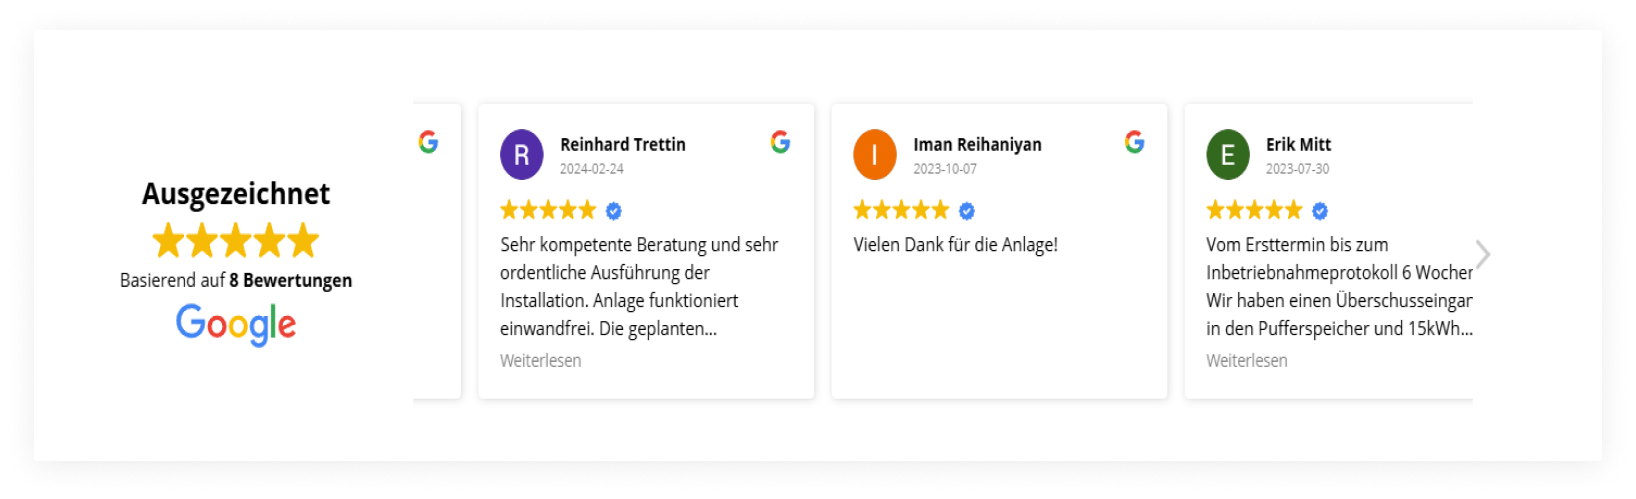 Ausgezeichnet
Basierend auf 8 Bewertungen
Google
G
R
Reinhard Trettin
2024-02-24
Sehr kompetente Beratung und sehr
ordentliche Ausführung der
Installation. Anlage funktioniert
einwandfrei. Die geplanten...
Weiterlesen
G
I
Iman Reihaniyan
2023-10-07
Vielen Dank für die Anlage!
G
E
Erik Mitt
2023-07-30
Vom Ersttermin bis zum
Inbetriebnahmeprotokoll 6
Wir haben einen
in den Pufferspeicher und 15kWh...
Weiterlesen